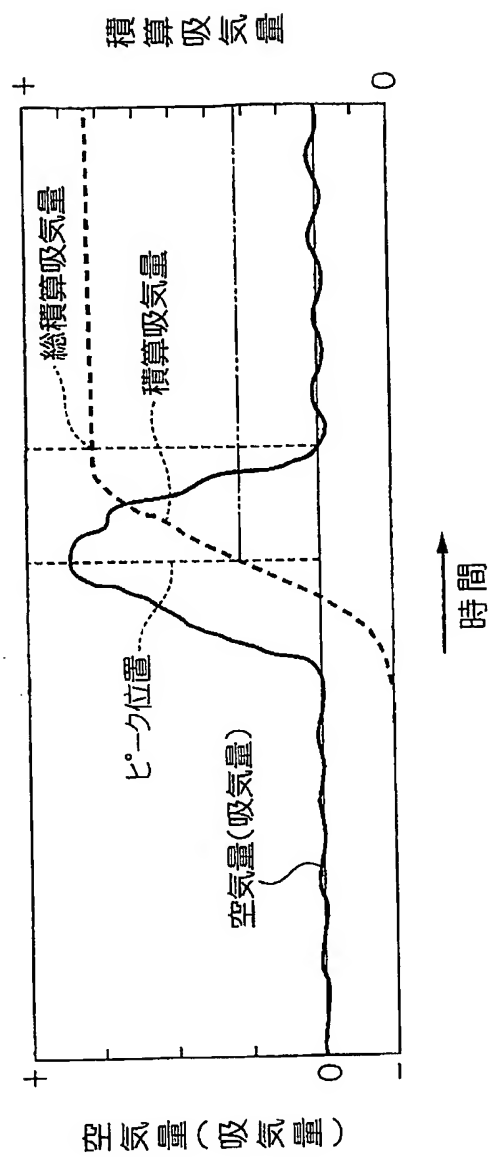 空気量(吸気量)
+
0
-
空気量(吸気量)
ピーク位置
総積算吸気量
積算吸気量
時間
+
0
積算吸気量